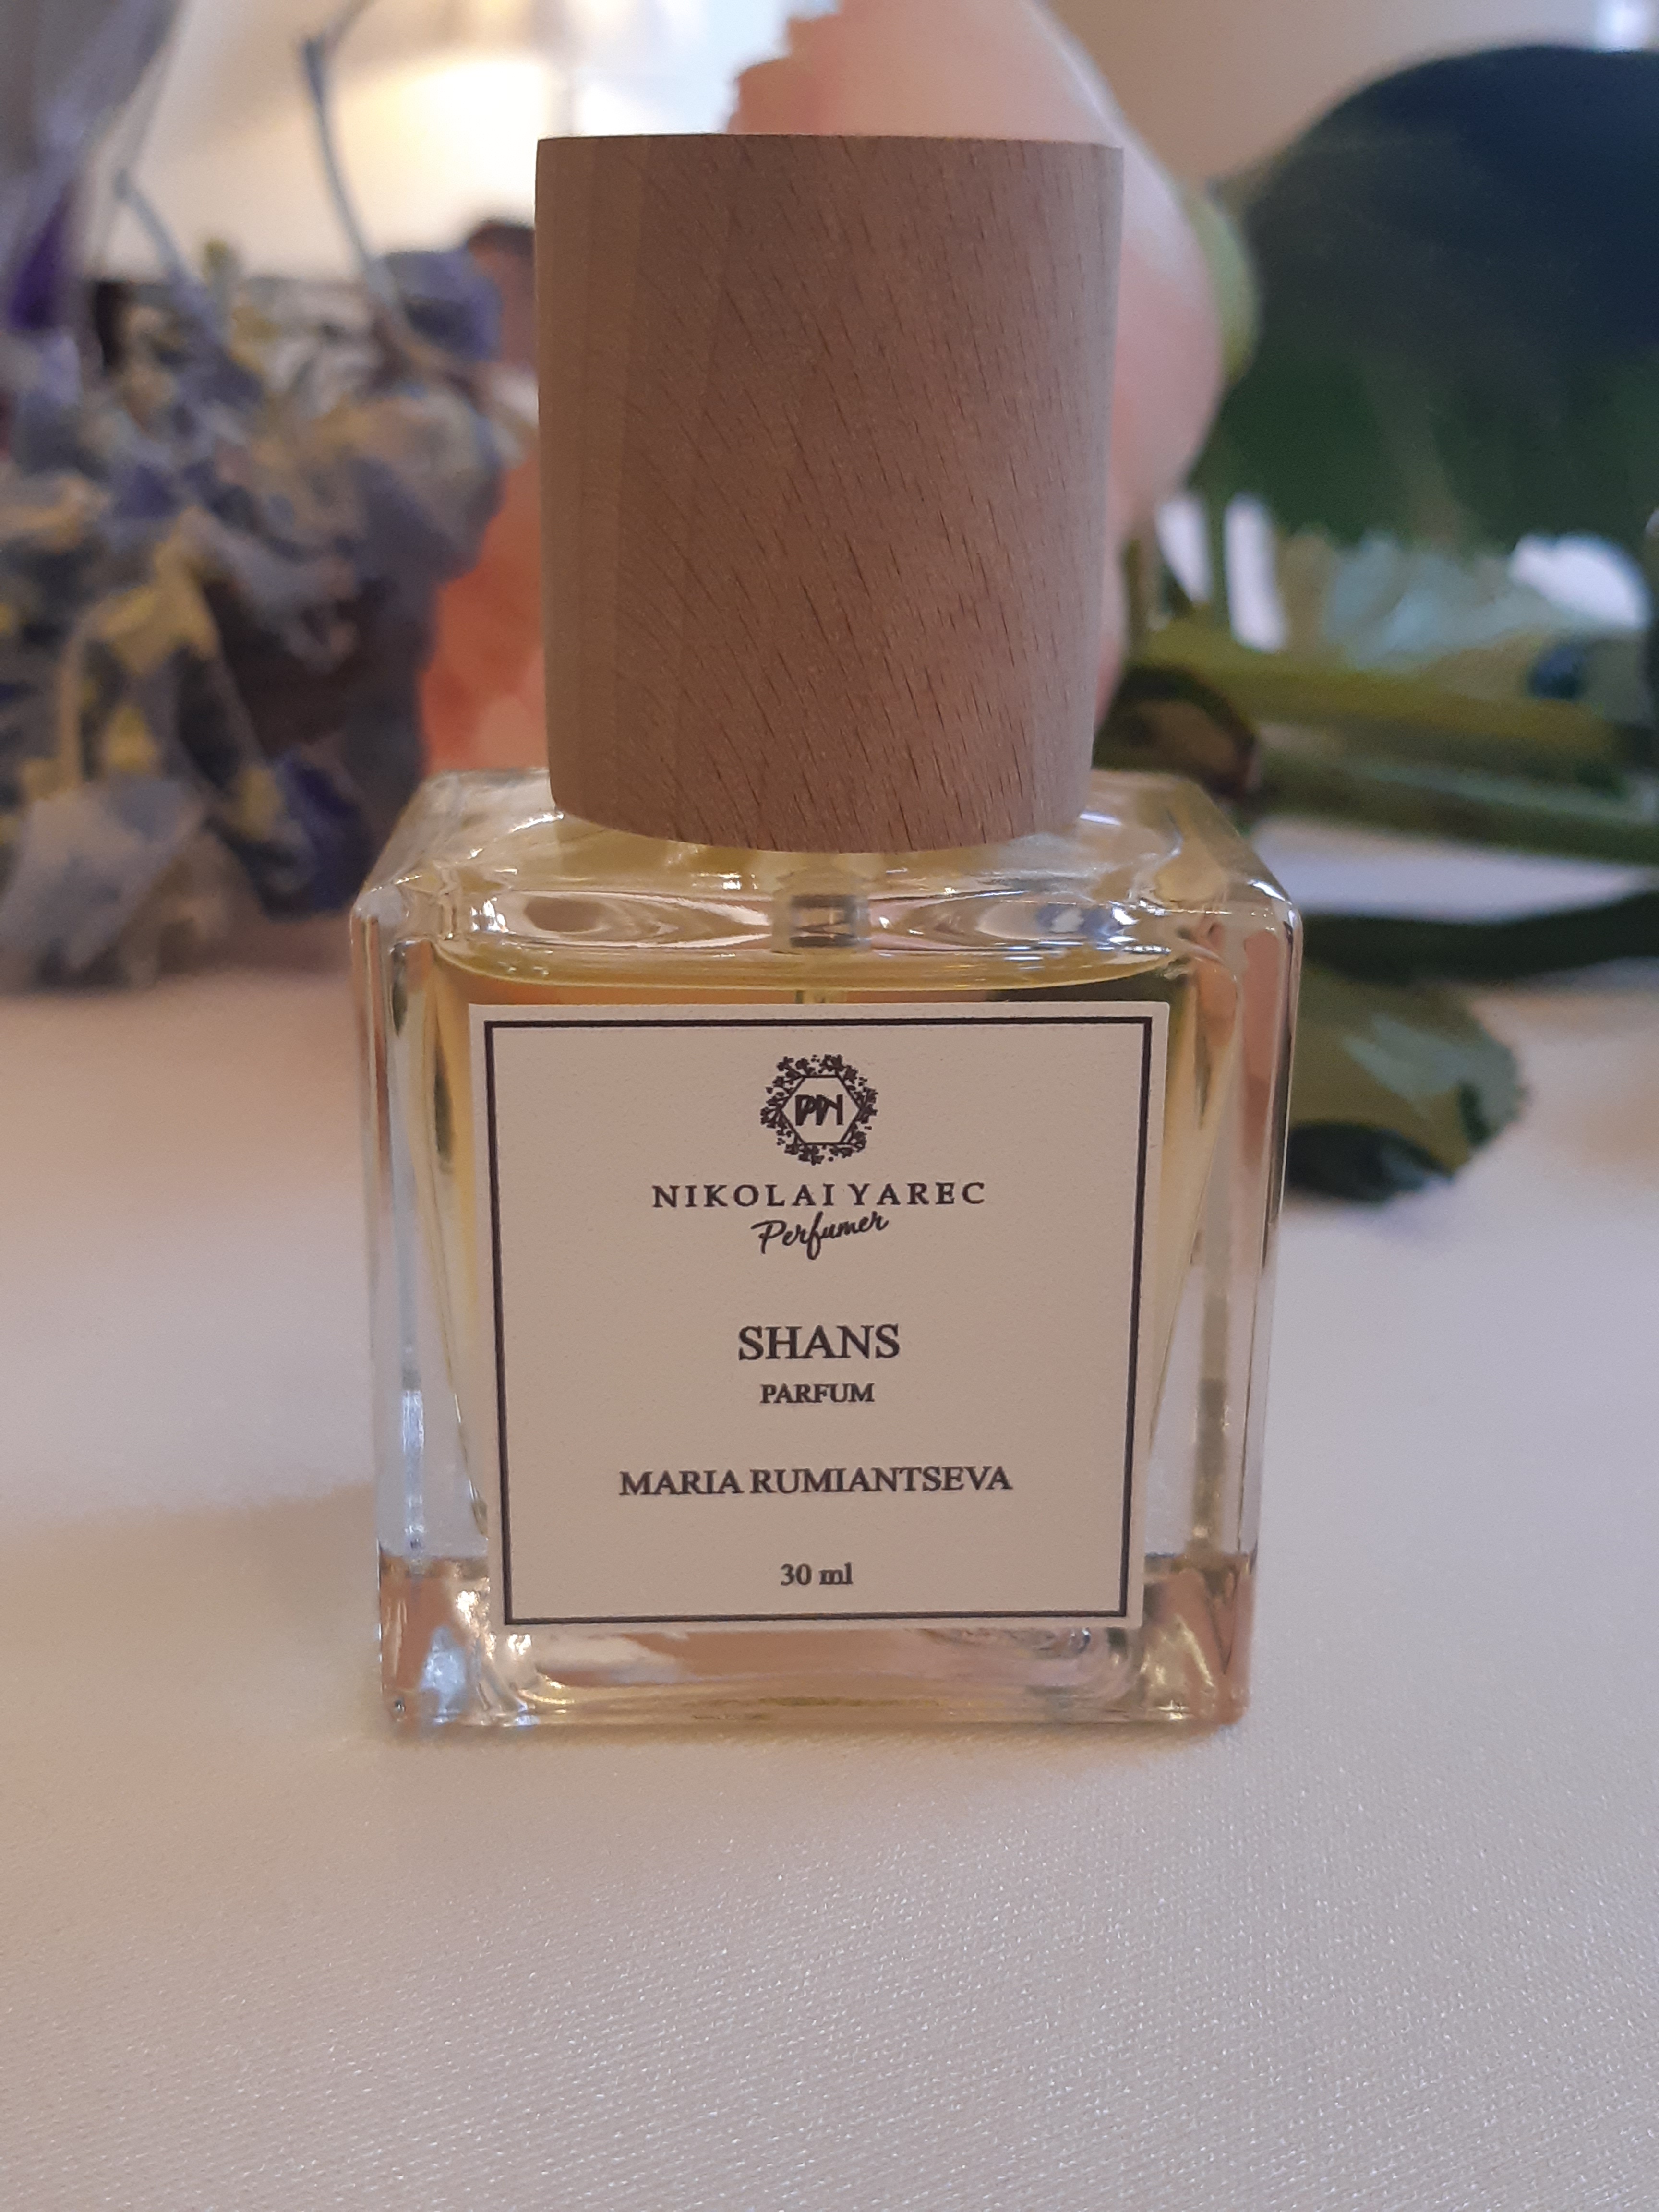 NIKOLAI YAREC
Perfumer
SHANS
PARFUM
MARIA RUMIANTSEVA
30 ml